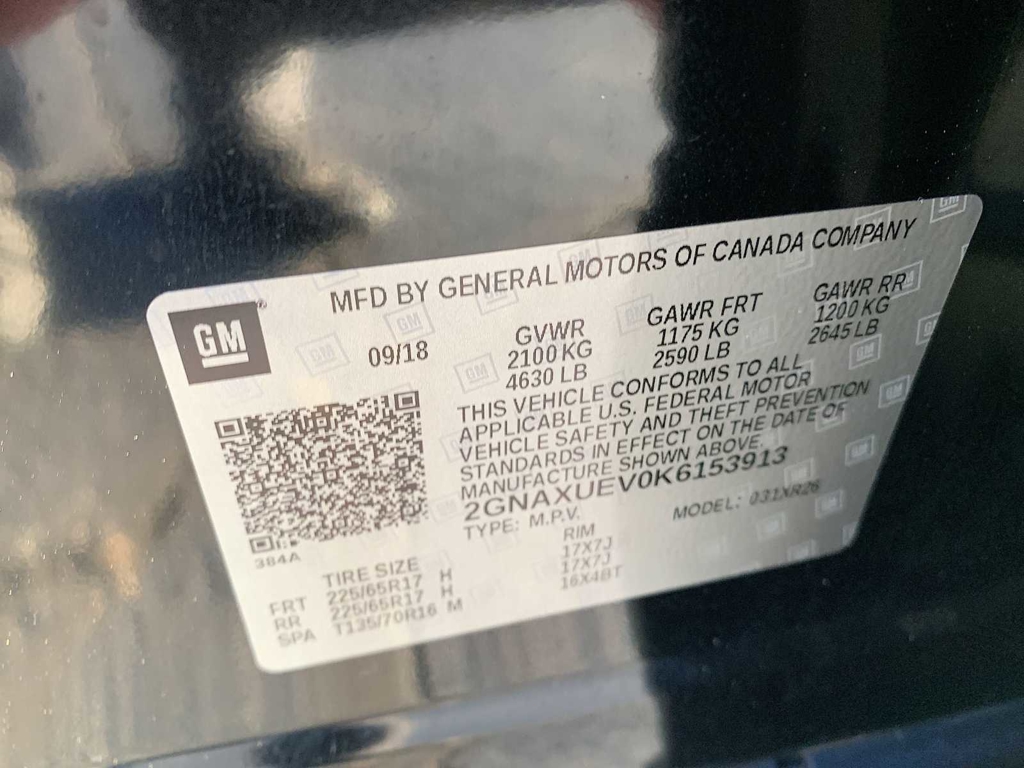 MFD BY GENERAL MOTORS OF CANADA COMPANY
GM®
09/18
GVWR GAWR FRT GAWR RR
2100 KG 1175 KG 1200 KG
4630 LB 2590 LB 2645 LB
THIS VEHICLE CONFORMS TO ALL
APPLICABLE U.S. FEDERAL MOTOR
VEHICLE SAFETY AND THEFT PREVENTION
STANDARDS IN EFFECT ON THE DATE OF
MANUFACTURE SHOWN ABOVE.
2GNAXUEV0K6153913
TYPE: M.P.V. MODEL: 031XR26
384A
TIRE SIZE RIM
FRT 225/65R17 H 17X7J
RR 225/65R17 H 17X7J
SPA T135/70R16 M 16X4BT